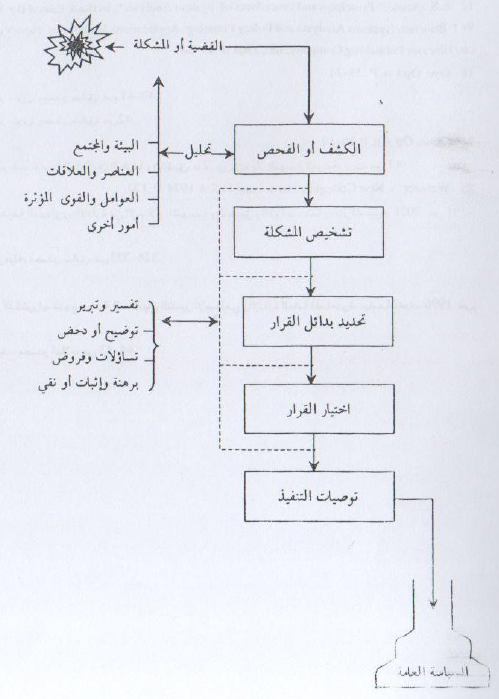 القضية أو المشكلة
الكشف أو الفحص
تحليل
البيئة والمجتمع
العناصر والعلاقات
العوامل والقوى المؤثرة
أمور أخرى
تشخيص المشكلة
تحديد بدائل القرار
تفسير وتبرير
توضيح أو دحض
تساؤلات وفروض
برهنة وإثبات أو نفي
اختيار القرار
توصيات التنفيذ
السياسة العامة